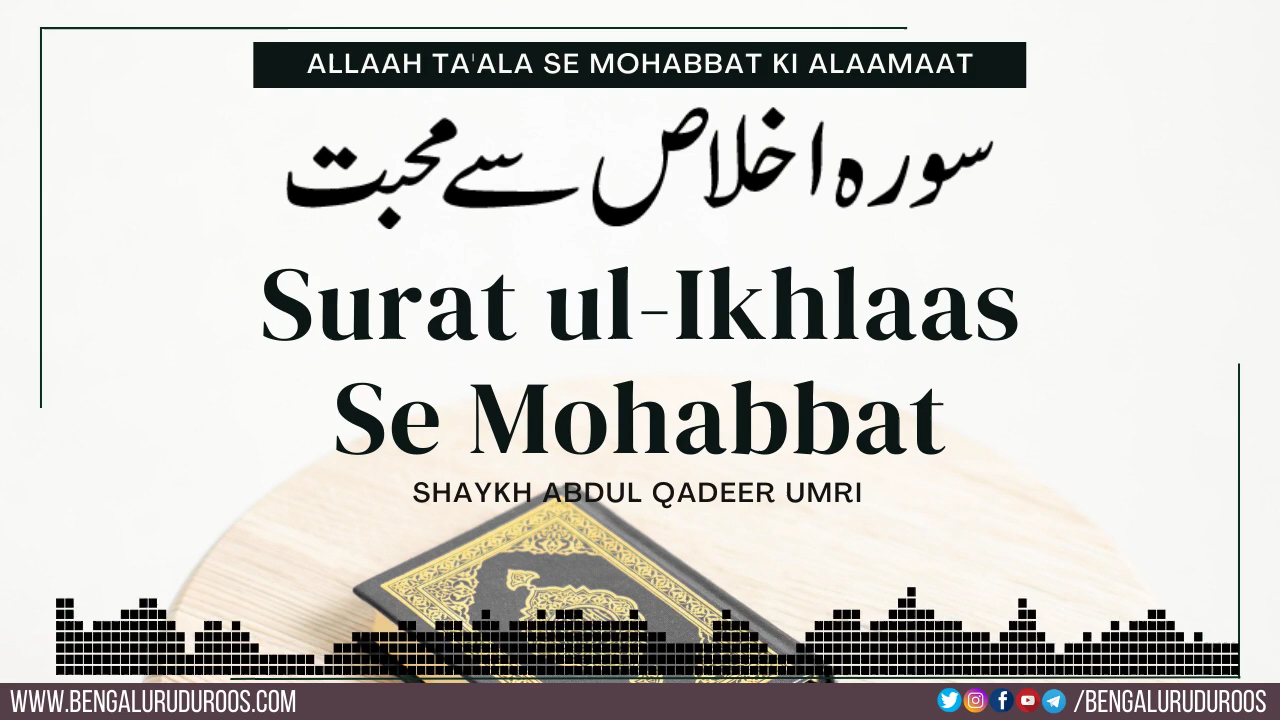 ALLAAH TA'ALA SE MOHABBAT KI ALAAMAAT
سورہ اخلاص سے محبت
Surat ul-Ikhlaas
Se Mohabbat
SHAYKH ABDUL QADEER UMRI
WWW.BENGALURUDUROOS.COM
/BENGALURUDUROOS